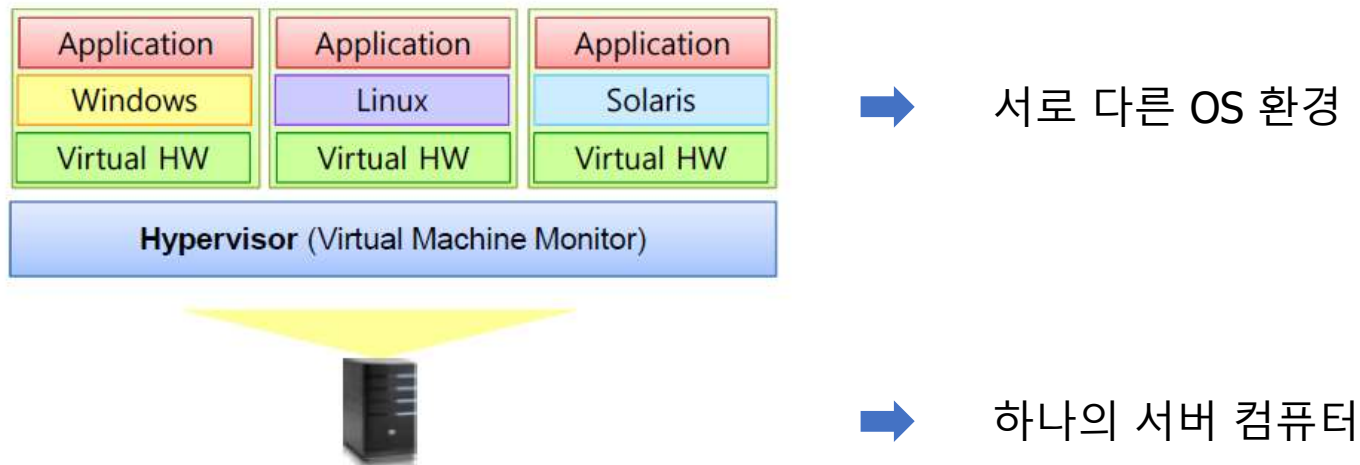 Application Application Application
Windows Linux Solaris
Virtual HW Virtual HW Virtual HW
서로 다른 OS 환경
Hypervisor (Virtual Machine Monitor)
하나의 서버 컴퓨터